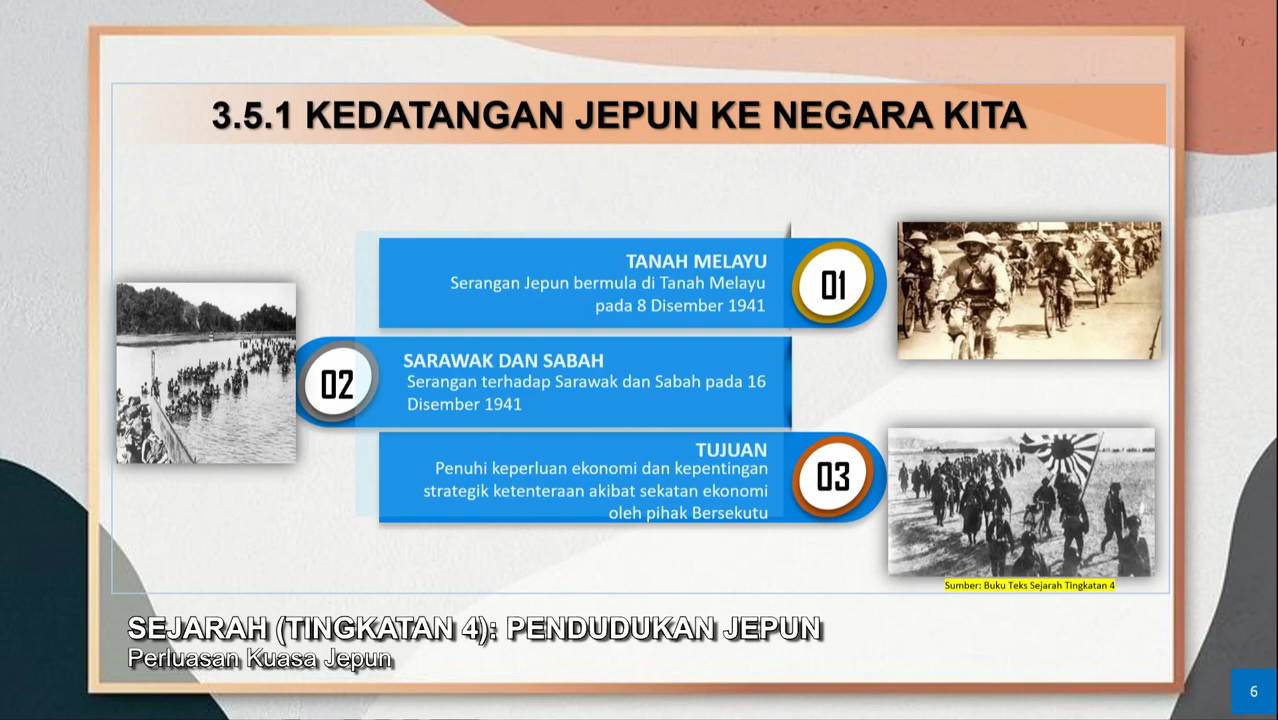 3.5.1 KEDATANGAN JEPUN KE NEGARA KITA
TANAH MELAYU
Serangan Jepun bermula di Tanah Melayu
pada 8 Disember 1941
01
02
SARAWAK DAN SABAH
Serangan terhadap Sarawak dan Sabah pada 16
Disember 1941
TUJUAN
Penuhi keperluan ekonomi dan kepentingan
strategik ketenteraan akibat sekatan ekonomi
oleh pihak Bersekutu
03
Sumber: Buku Teks Sejarah Tingkatan 4
SEJARAH (TINGKATAN 4): PENDUDUKAN JEPUN
Perluasan Kuasa Jepun
6